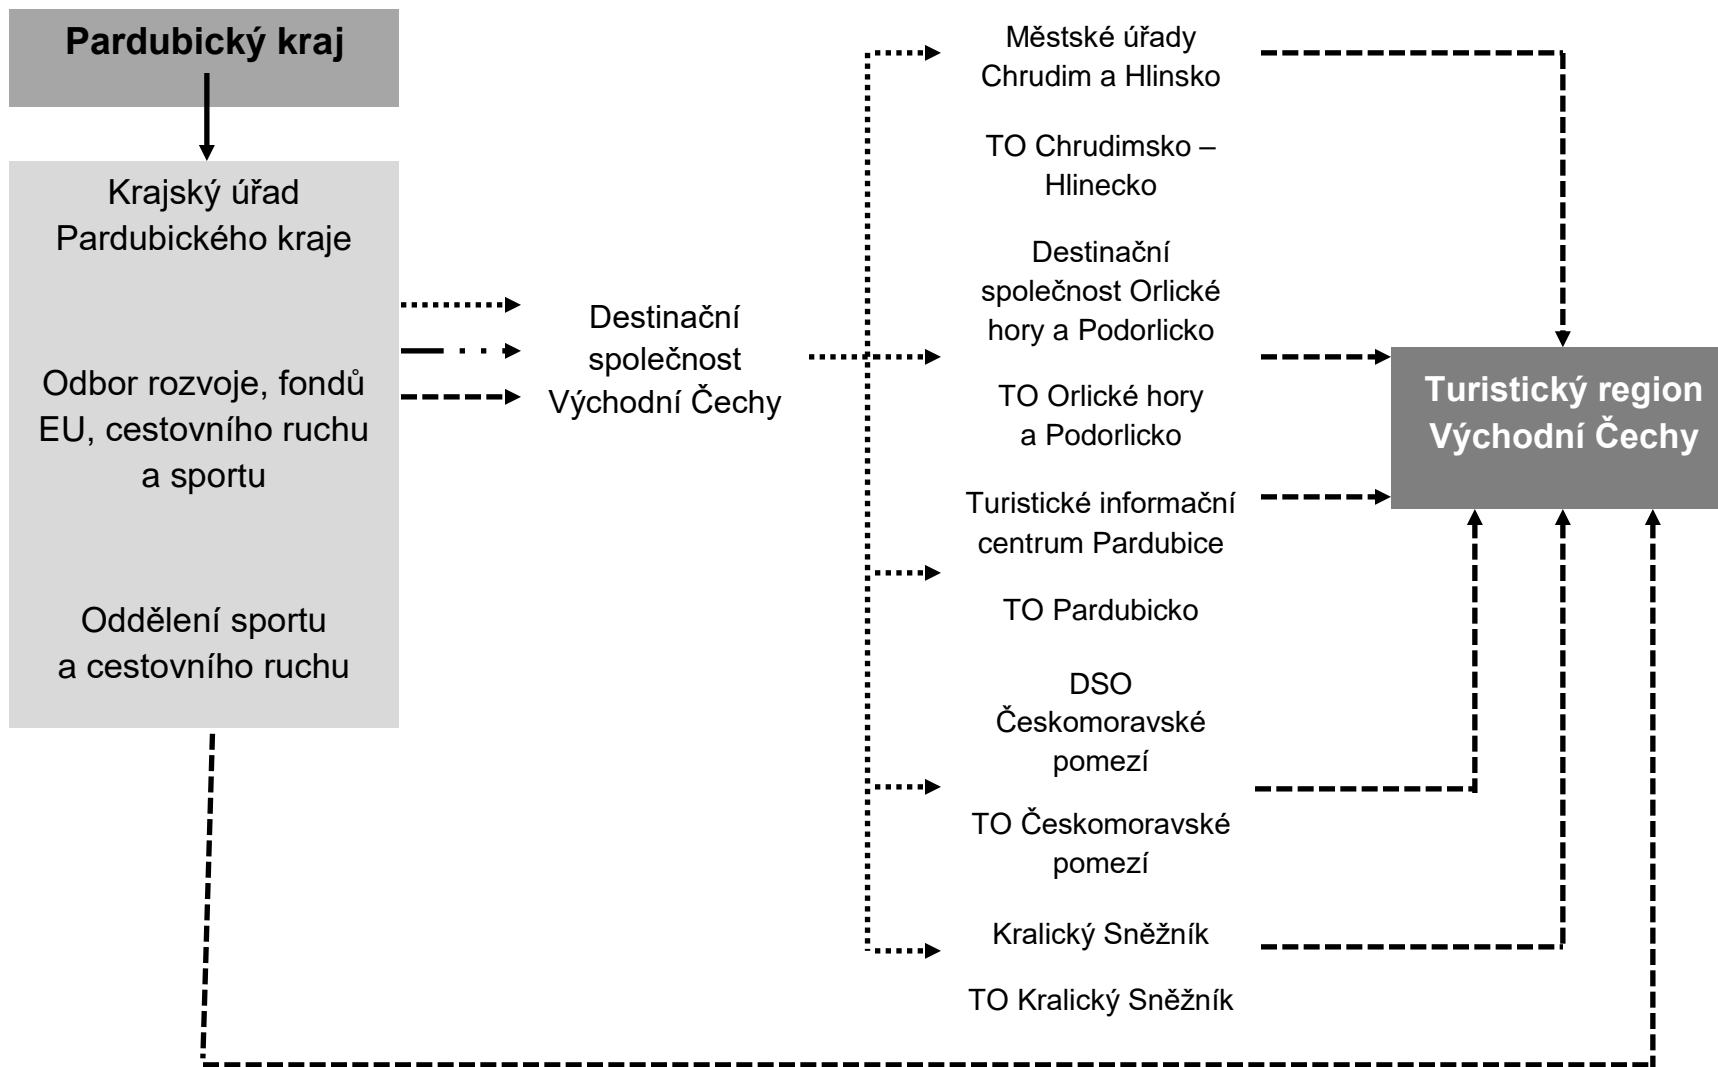 Pardubický kraj
Krajský úřad
Pardubického kraje
Odbor rozvoje, fondů
EU, cestovního ruchu
a sportu
Oddělení sportu
a cestovního ruchu
Destinační
společnost
Východní Čechy
Městské úřady
Chrudim a Hlinsko
TO Chrudimsko –
Hlinecko
Destinační
společnost Orlické
hory a Podorlicko
TO Orlické hory
a Podorlicko
Turistické informační
centrum Pardubice
TO Pardubicko
DSO
Českomoravské
pomezí
TO Českomoravské
pomezí
Kralický Sněžník
TO Kralický Sněžník
Turistický region
Východní Čechy